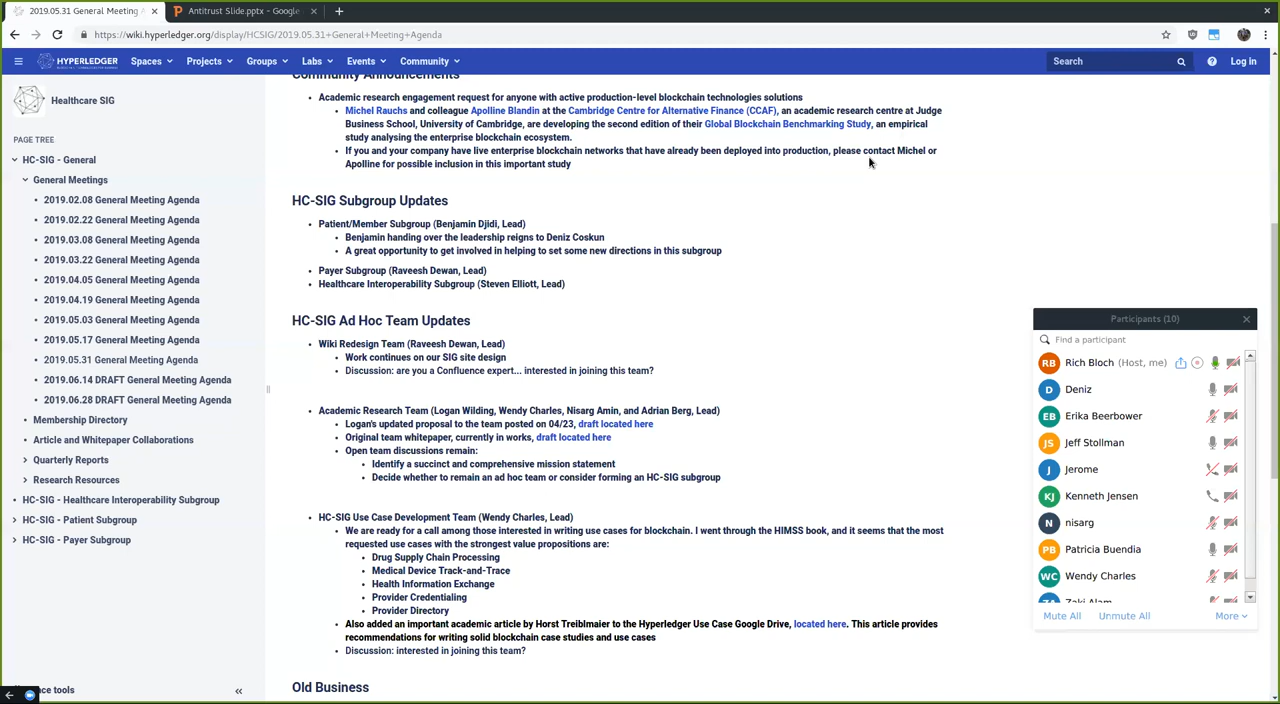 2019.05.31 General Meeting
Antitrust Slide.pptx - Google
https://wiki.hyperledger.org/display/HCSIG/2019.05.31+General+Meeting+Agenda
HYPERLEDGER
Spaces
Projects
Groups
Labs
Events
Community
Search
Log in
Healthcare SIG
PAGE TREE
HC-SIG - General
General Meetings
2019.02.08 General Meeting Agenda
2019.02.22 General Meeting Agenda
2019.03.08 General Meeting Agenda
2019.03.22 General Meeting Agenda
2019.04.05 General Meeting Agenda
2019.04.19 General Meeting Agenda
2019.05.03 General Meeting Agenda
2019.05.17 General Meeting Agenda
2019.05.31 General Meeting Agenda
2019.06.14 DRAFT General Meeting Agenda
2019.06.28 DRAFT General Meeting Agenda
Membership Directory
Article and Whitepaper Collaborations
Quarterly Reports
Research Resources
HC-SIG - Healthcare Interoperability Subgroup
HC-SIG - Patient Subgroup
HC-SIG - Payer Subgroup
ce tools
Community Announcements
Academic research engagement request for anyone with active production-level blockchain technologies solutions
Michel Rauchs and colleague Apolline Blandin at the Cambridge Centre for Alternative Finance (CCAF), an academic research centre at Judge
Business School, University of Cambridge, are developing the second edition of their Global Blockchain Benchmarking Study, an empirical
study analysing the enterprise blockchain ecosystem.
If you and your company have live enterprise blockchain networks that have already been deployed into production, please contact Michel or
Apolline for possible inclusion in this important study
HC-SIG Subgroup Updates
Patient/Member Subgroup (Benjamin Djidi, Lead)
Benjamin handing over the leadership reigns to Deniz Coskun
A great opportunity to get involved in helping to set some new directions in this subgroup
Payer Subgroup (Raveesh Dewan, Lead)
Healthcare Interoperability Subgroup (Steven Elliott, Lead)
HC-SIG Ad Hoc Team Updates
Wiki Redesign Team (Raveesh Dewan, Lead)
Work continues on our SIG site design
Discussion: are you a Confluence expert... interested in joining this team?
Academic Research Team (Logan Wilding, Wendy Charles, Nisarg Amin, and Adrian Berg, Lead)
Logan's updated proposal to the team posted on 04/23, draft located here
Original team whitepaper, currently in works, draft located here
Open team discussions remain:
Identify a succinct and comprehensive mission statement
Decide whether to remain an ad hoc team or consider forming an HC-SIG subgroup
HC-SIG Use Case Development Team (Wendy Charles, Lead)
We are ready for a call among those interested in writing use cases for blockchain. I went through the HIMSS book, and it seems that the most
requested use cases with the strongest value propositions are:
Drug Supply Chain Processing
Medical Device Track-and-Trace
Health Information Exchange
Provider Credentialing
Provider Directory
Also added an important academic article by Horst Treiblmaier to the Hyperledger Use Case Google Drive, located here. This article provides
recommendations for writing solid blockchain case studies and use cases
Discussion: interested in joining this team?
Old Business
Participants (10)
Find a participant
RB Rich Bloch (Host, me)
D Deniz
EB Erika Beerbower
JS Jeff Stollman
J Jerome
KJ Kenneth Jensen
N nisarg
PB Patricia Buendia
WC Wendy Charles
ZA Zaki Alam
Mute All
Unmute All
More